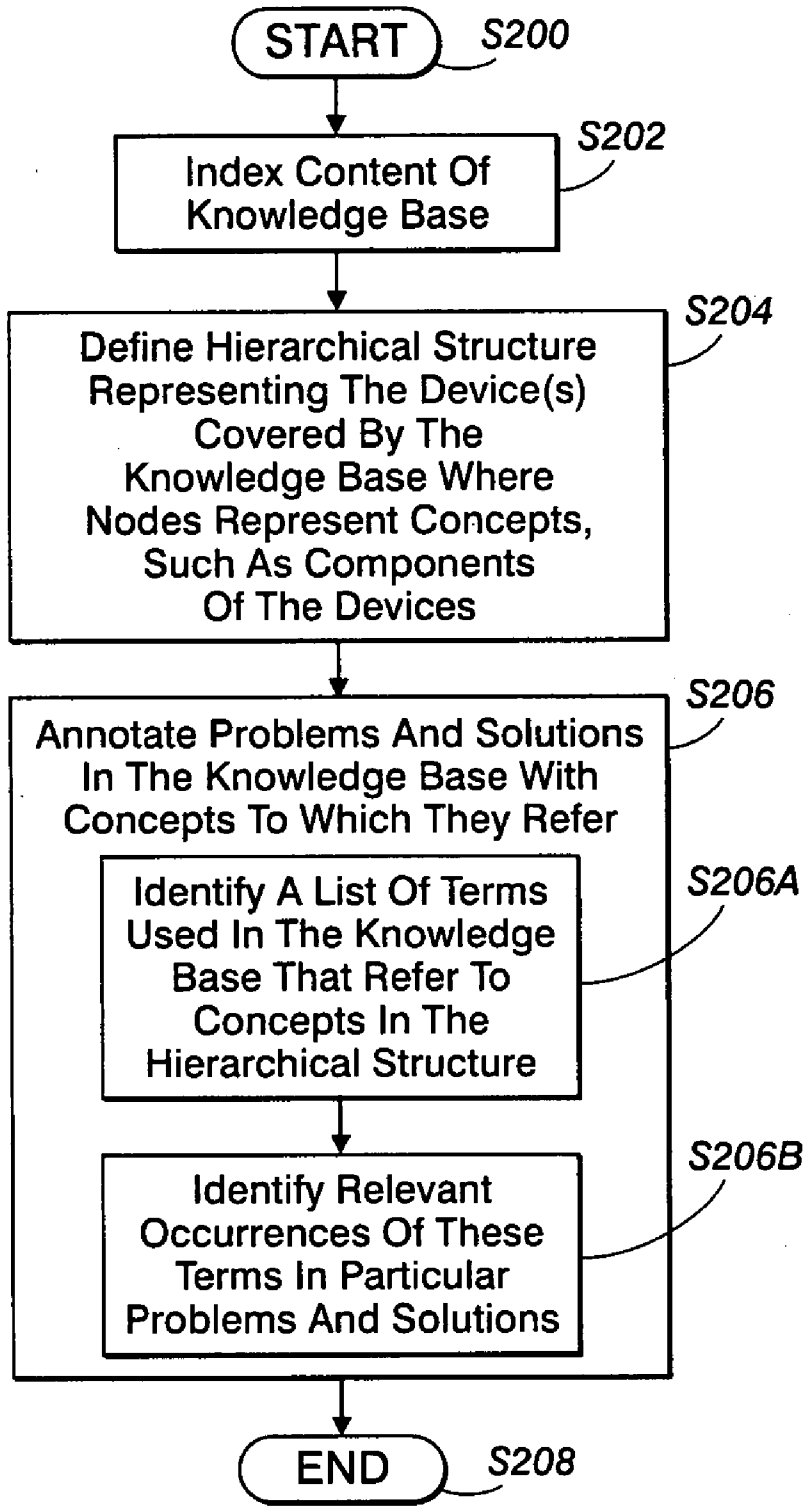 START
S200
S202
Index Content Of
Knowledge Base
S204
Define Hierarchical Structure
Representing The Device(s)
Covered By The
Knowledge Base Where
Nodes Represent Concepts,
Such As Components
Of The Devices
S206
Annotate Problems And Solutions
In The Knowledge Base With
Concepts To Which They Refer
S206A
Identify A List Of Terms
Used In The Knowledge
Base That Refer To
Concepts In The
Hierarchical Structure
S206B
Identify Relevant
Occurrences Of These
Terms In Particular
Problems And Solutions
END
S208